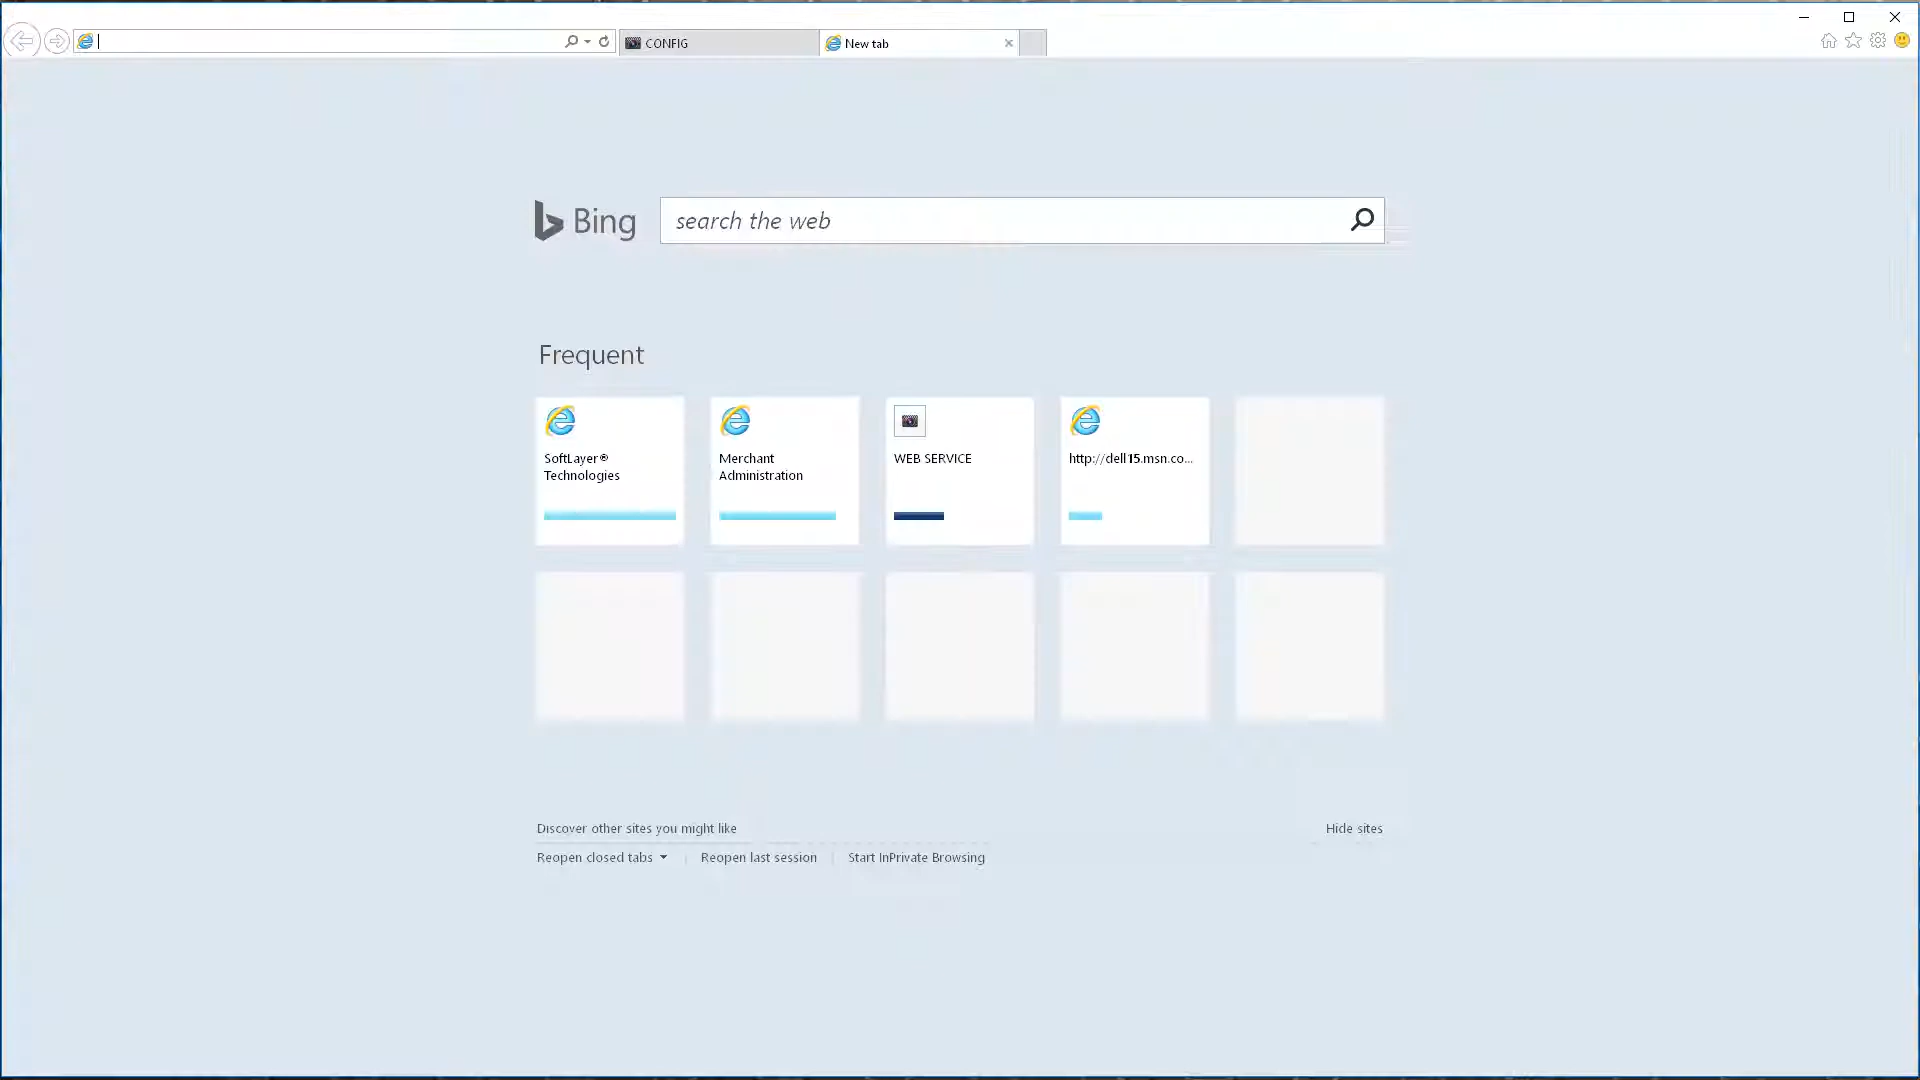 CONFIG
New tab
Bing
search the web
Frequent
SoftLayer®
Technologies
Merchant
Administration
WEB SERVICE
http://dell15.msn.co...
Discover other sites you might like
Hide sites
Reopen closed tabs
Reopen last session
Start InPrivate Browsing